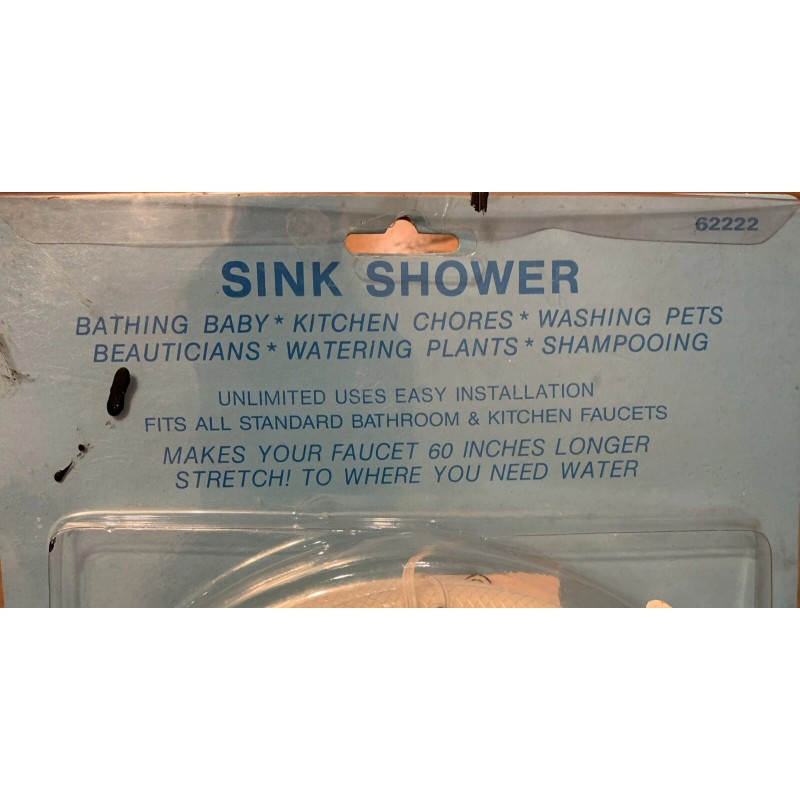 62222
SINK SHOWER
BATHING BABY * KITCHEN CHORES * WASHING PETS
BEAUTICIANS * WATERING PLANTS * SHAMPOOING
UNLIMITED USES EASY INSTALLATION
FITS ALL STANDARD BATHROOM & KITCHEN FAUCETS
MAKES YOUR FAUCET 60 INCHES LONGER
STRETCH! TO WHERE YOU NEED WATER